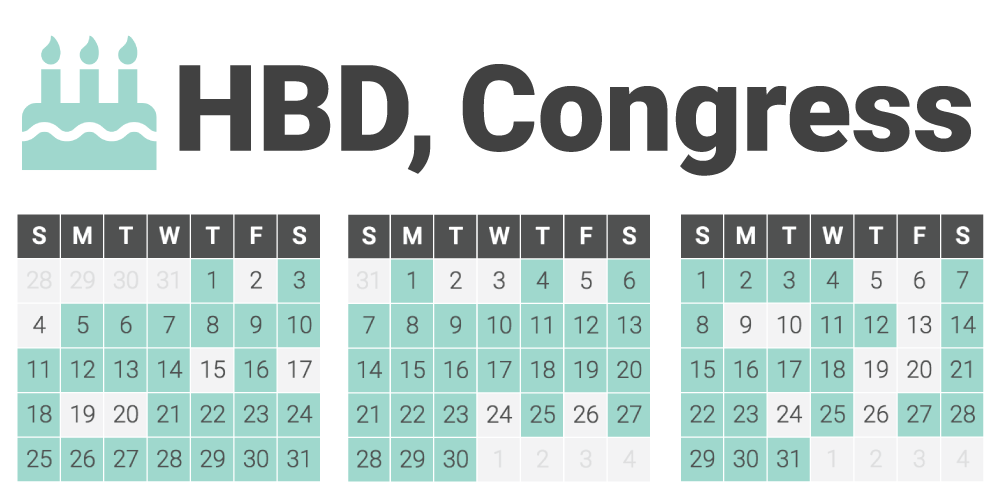 HBD, Congress
S M T W T F S
28 29 30 31 1 2 3
4 5 6 7 8 9 10
11 12 13 14 15 16 17
18 19 20 21 22 23 24
25 26 27 28 29 30 31
S M T W T F S
31 1 2 3 4 5 6
7 8 9 10 11 12 13
14 15 16 17 18 19 20
21 22 23 24 25 26 27
28 29 30 1 2 3 4
S M T W T F S
1 2 3 4 5 6 7
8 9 10 11 12 13 14
15 16 17 18 19 20 21
22 23 24 25 26 27 28
29 30 31 1 2 3 4